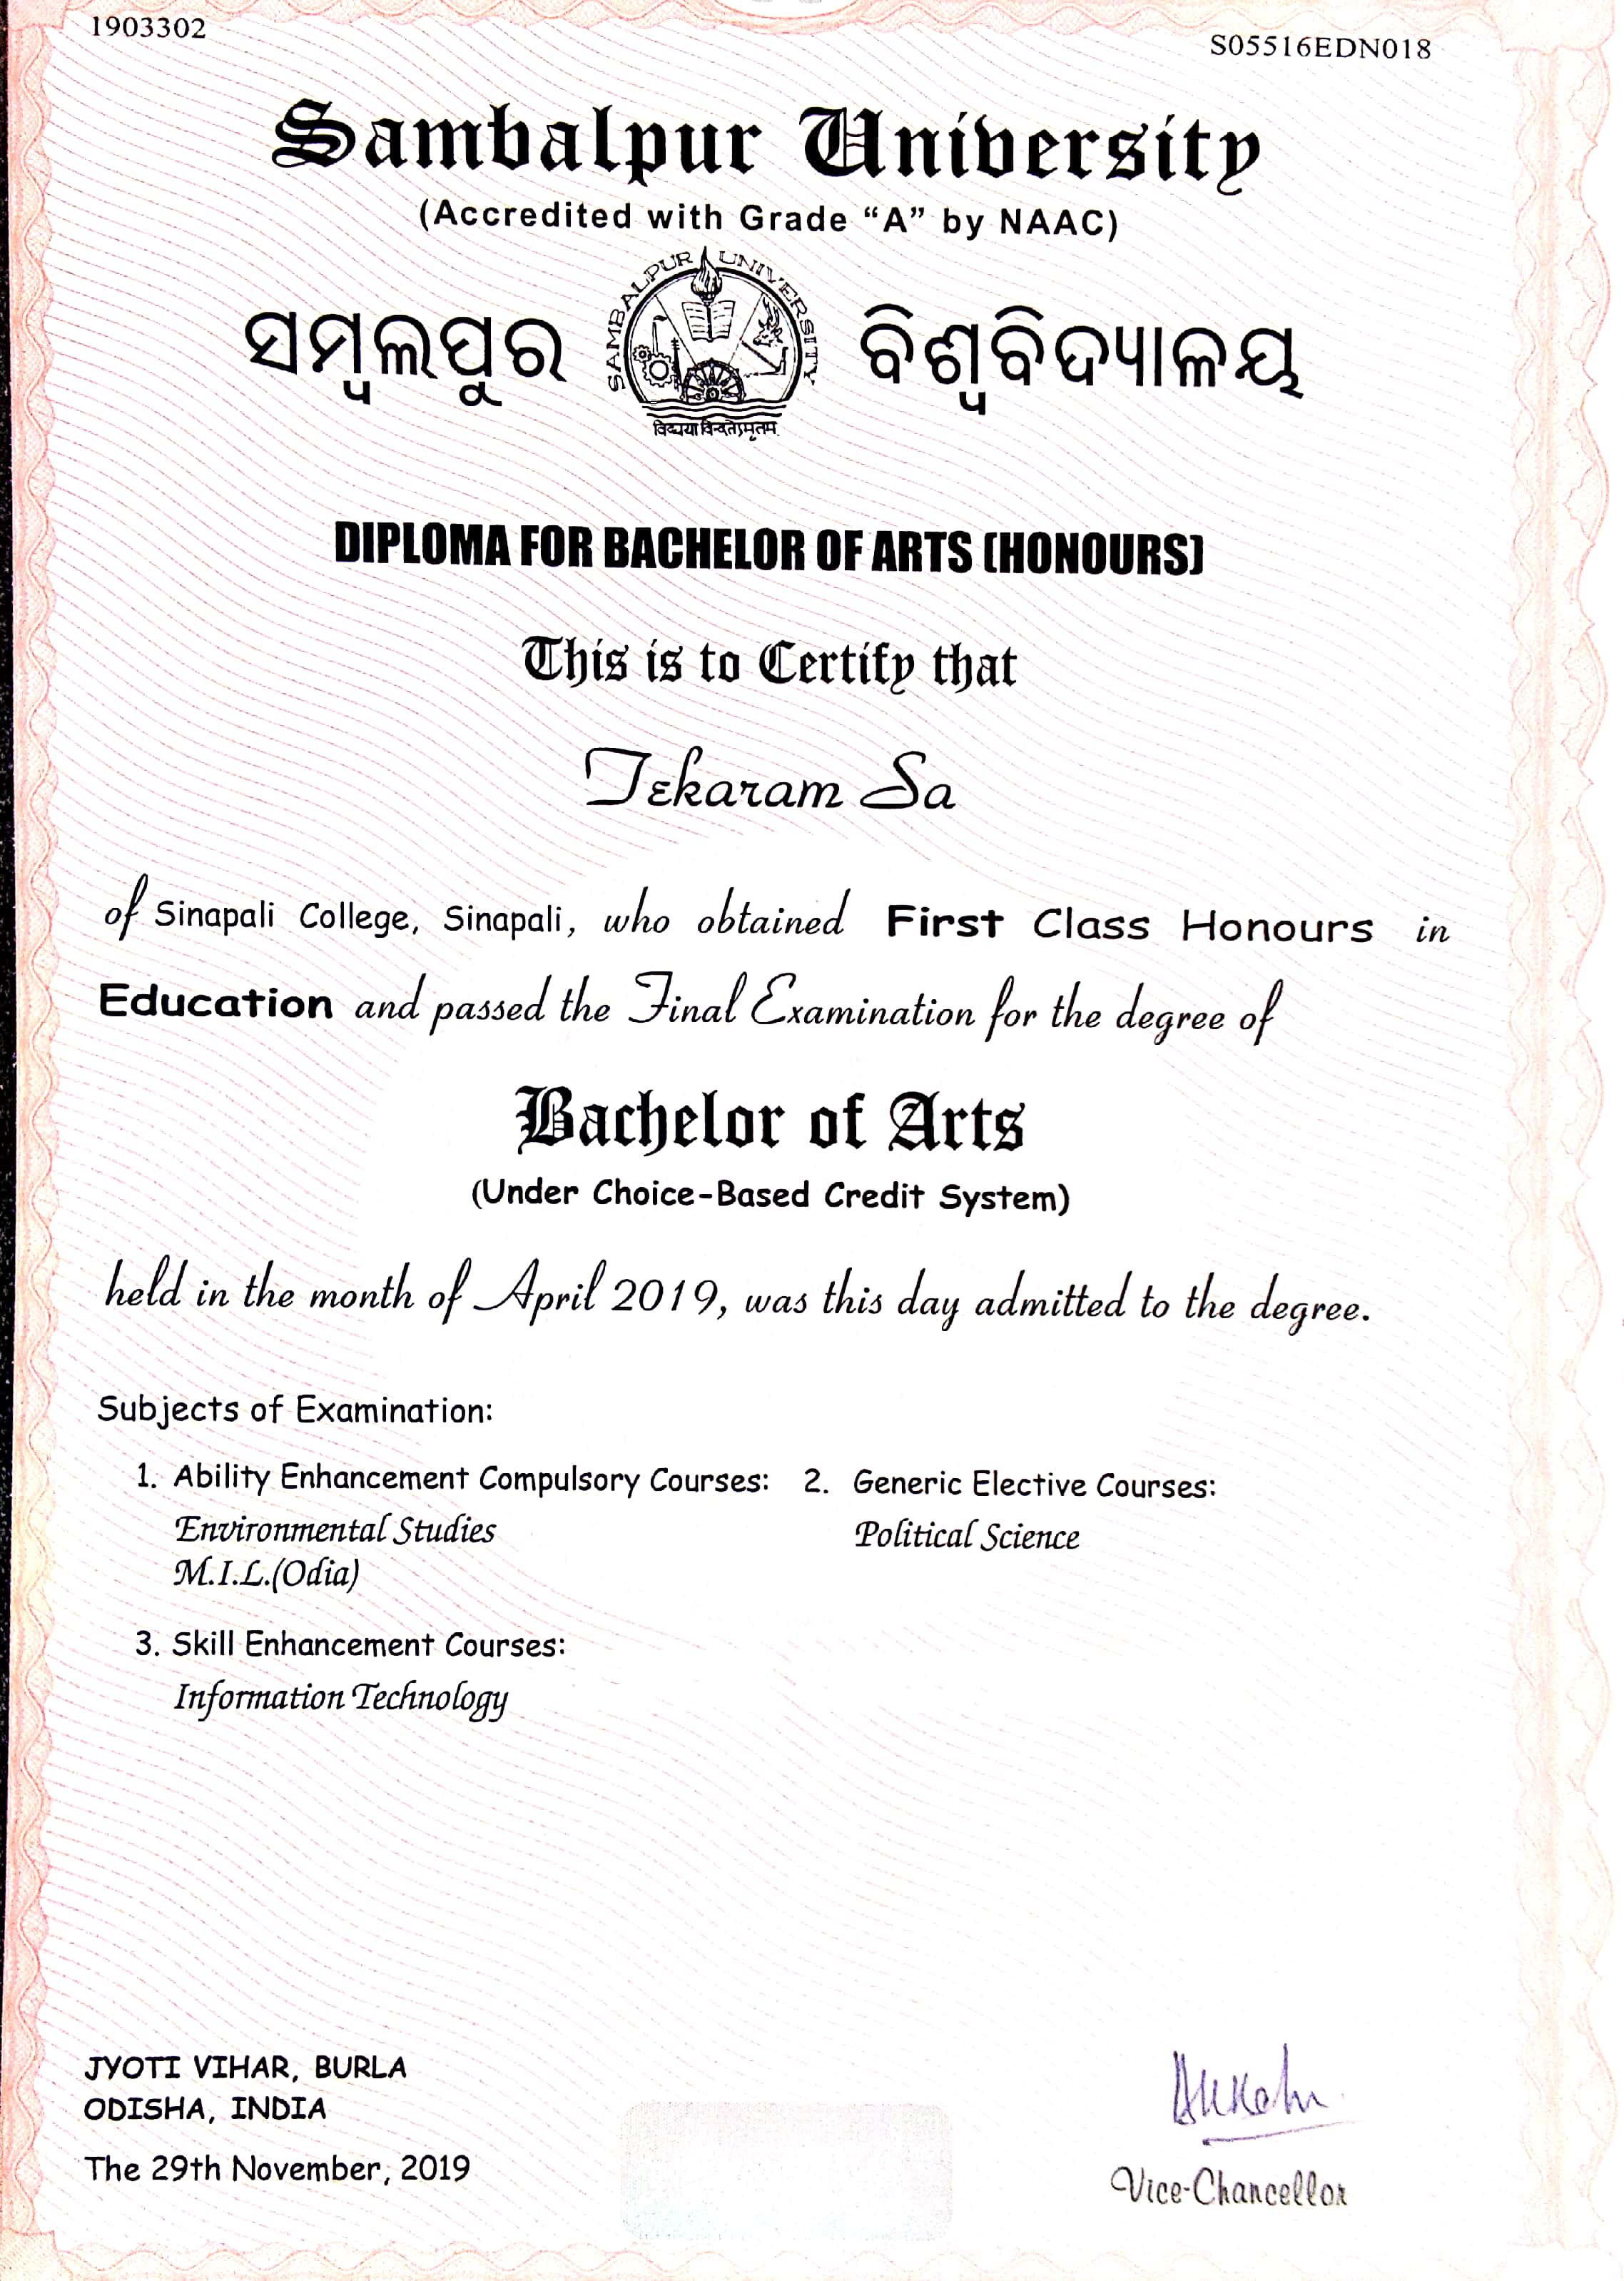 1903302
S05516EDN018
Sambalpur University
(Accredited with Grade “A” by NAAC)
SAMBALPUR UNIVERSITY
ସମ୍ବଲପୁର ବିଶ୍ୱବିଦ୍ୟାଳୟ
DIPLOMA FOR BACHELOR OF ARTS (HONOURS)
This is to Certify that
Tekaram Sa
of Sinapali College, Sinapali, who obtained First Class Honours in
Education and passed the Final Examination for the degree of
Bachelor of Arts
(Under Choice-Based Credit System)
held in the month of April 2019, was this day admitted to the degree.
Subjects of Examination:
1. Ability Enhancement Compulsory Courses: 2. Generic Elective Courses:
Environmental Studies Political Science
M.I.L.(Odia)
3. Skill Enhancement Courses:
Information Technology
JYOTI VIHAR, BURLA
ODISHA, INDIA
The 29th November, 2019
Vice-Chancellor